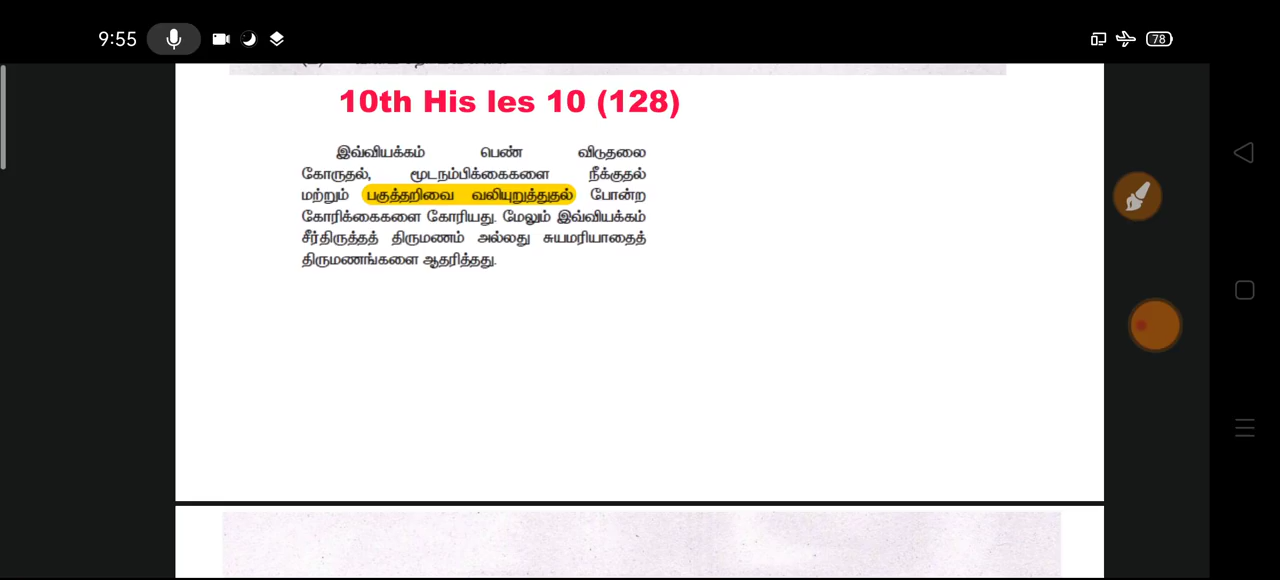 9:55
78
10th His les 10 (128)
இவ்வியக்கம் பெண் விடுதலை
கோருதல், மூடநம்பிக்கைகளை நீக்குதல்
மற்றும் பகுத்தறிவை வலியுறுத்துதல் போன்ற
கோரிக்கைகளை கோரியது. மேலும் இவ்வியக்கம்
சீர்திருத்தத் திருமணம் அல்லது சுயமரியாதைத்
திருமணங்களை ஆதரித்தது.